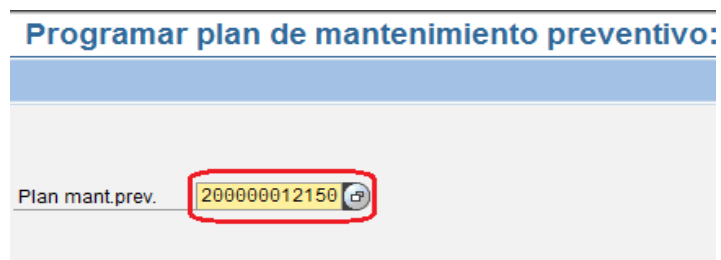 Programar plan de mantenimiento preventivo:
Plan mant.prev. 200000012150